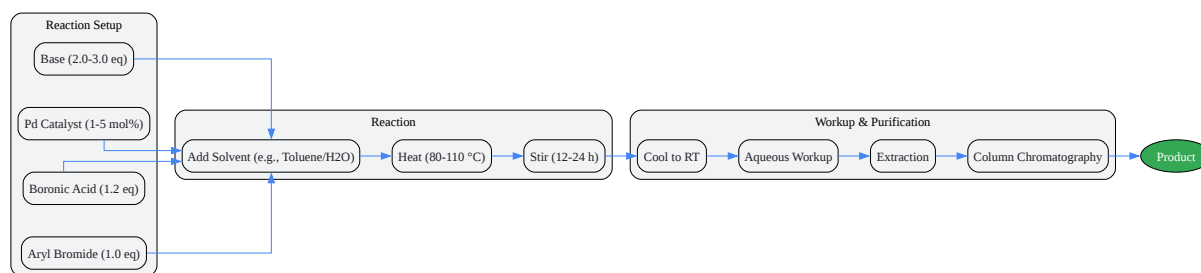 Reaction Setup
Base (2.0-3.0 eq)
Pd Catalyst (1-5 mol%)
Boronic Acid (1.2 eq)
Aryl Bromide (1.0 eq)
Reaction
Add Solvent (e.g., Toluene/H2O)
Heat (80-110 °C)
Stir (12-24 h)
Workup & Purification
Cool to RT
Aqueous Workup
Extraction
Column Chromatography
Product